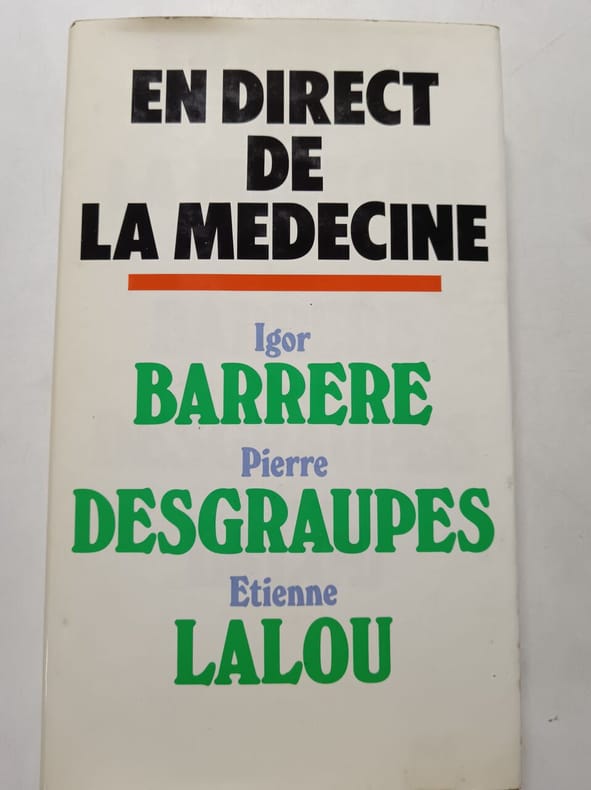 EN DIRECT
DE
LA MEDECINE
Igor
BARRERE
Pierre
DESGRAUPES
Etienne
LALOU